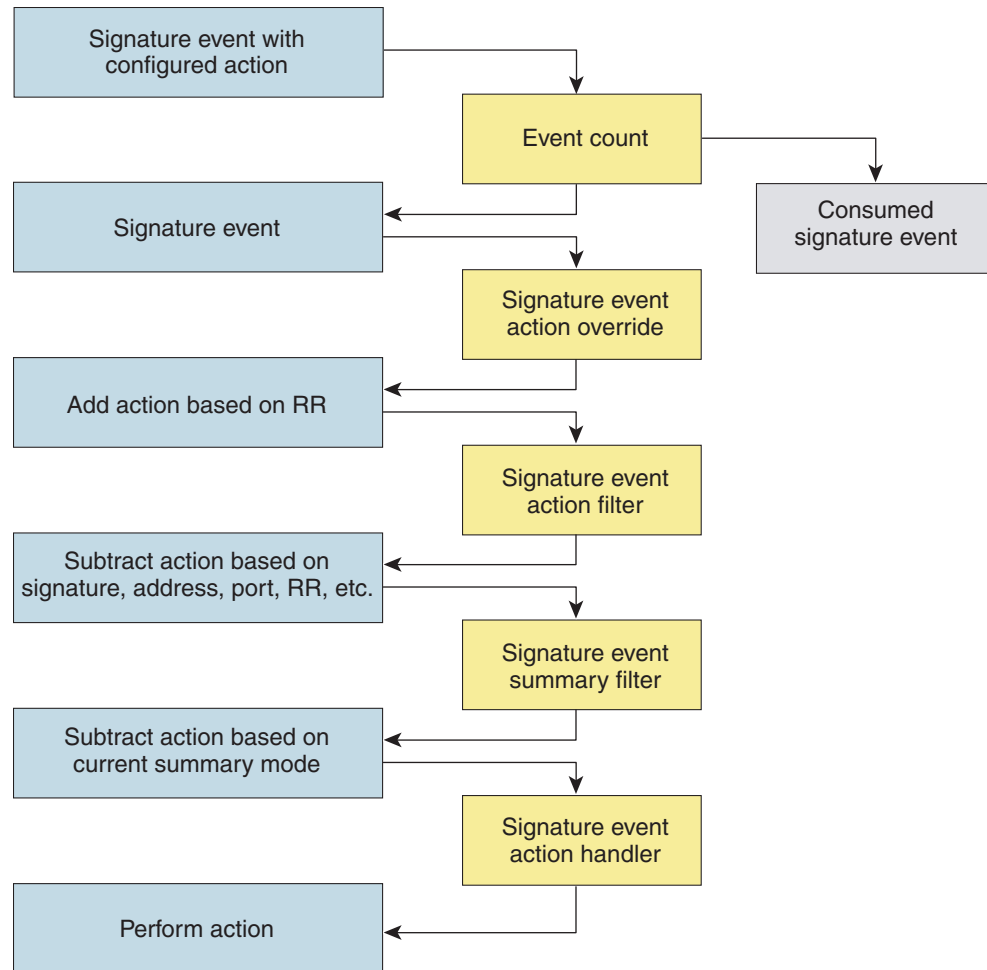 Signature event with
configured action
Event count
Consumed
signature event
Signature event
Signature event
action override
Add action based on RR
Signature event
action filter
Subtract action based on
signature, address, port, RR, etc.
Signature event
summary filter
Subtract action based on
current summary mode
Signature event
action handler
Perform action